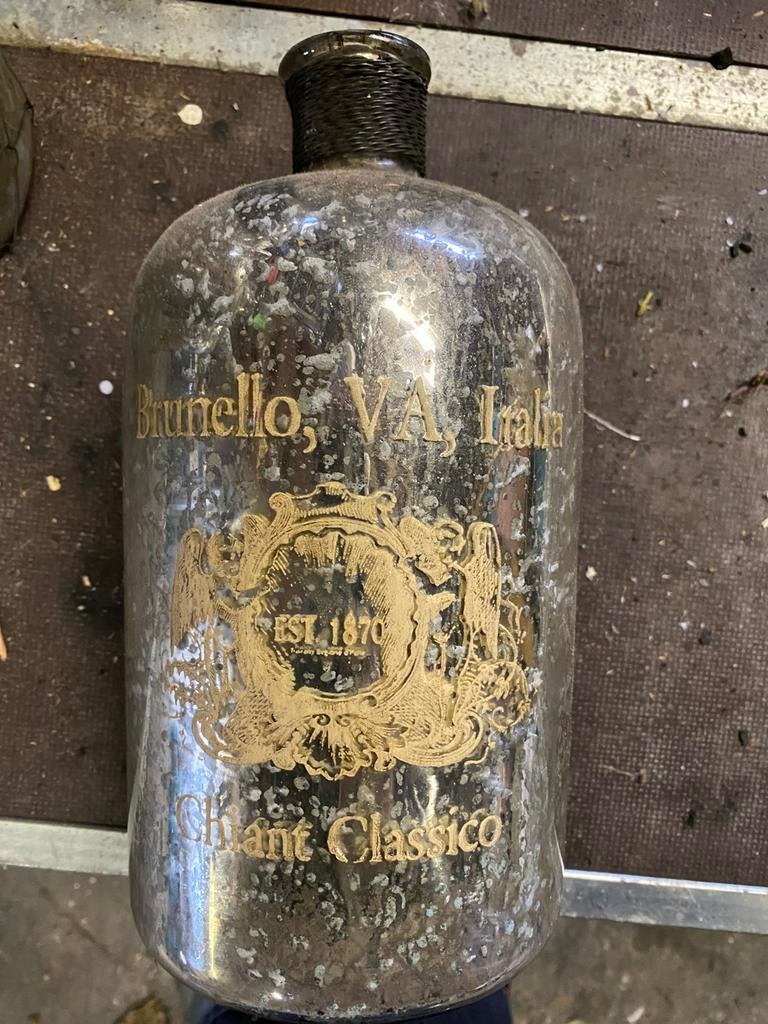 Brunello, VA, Italia
EST. 1870
Chiant Classico